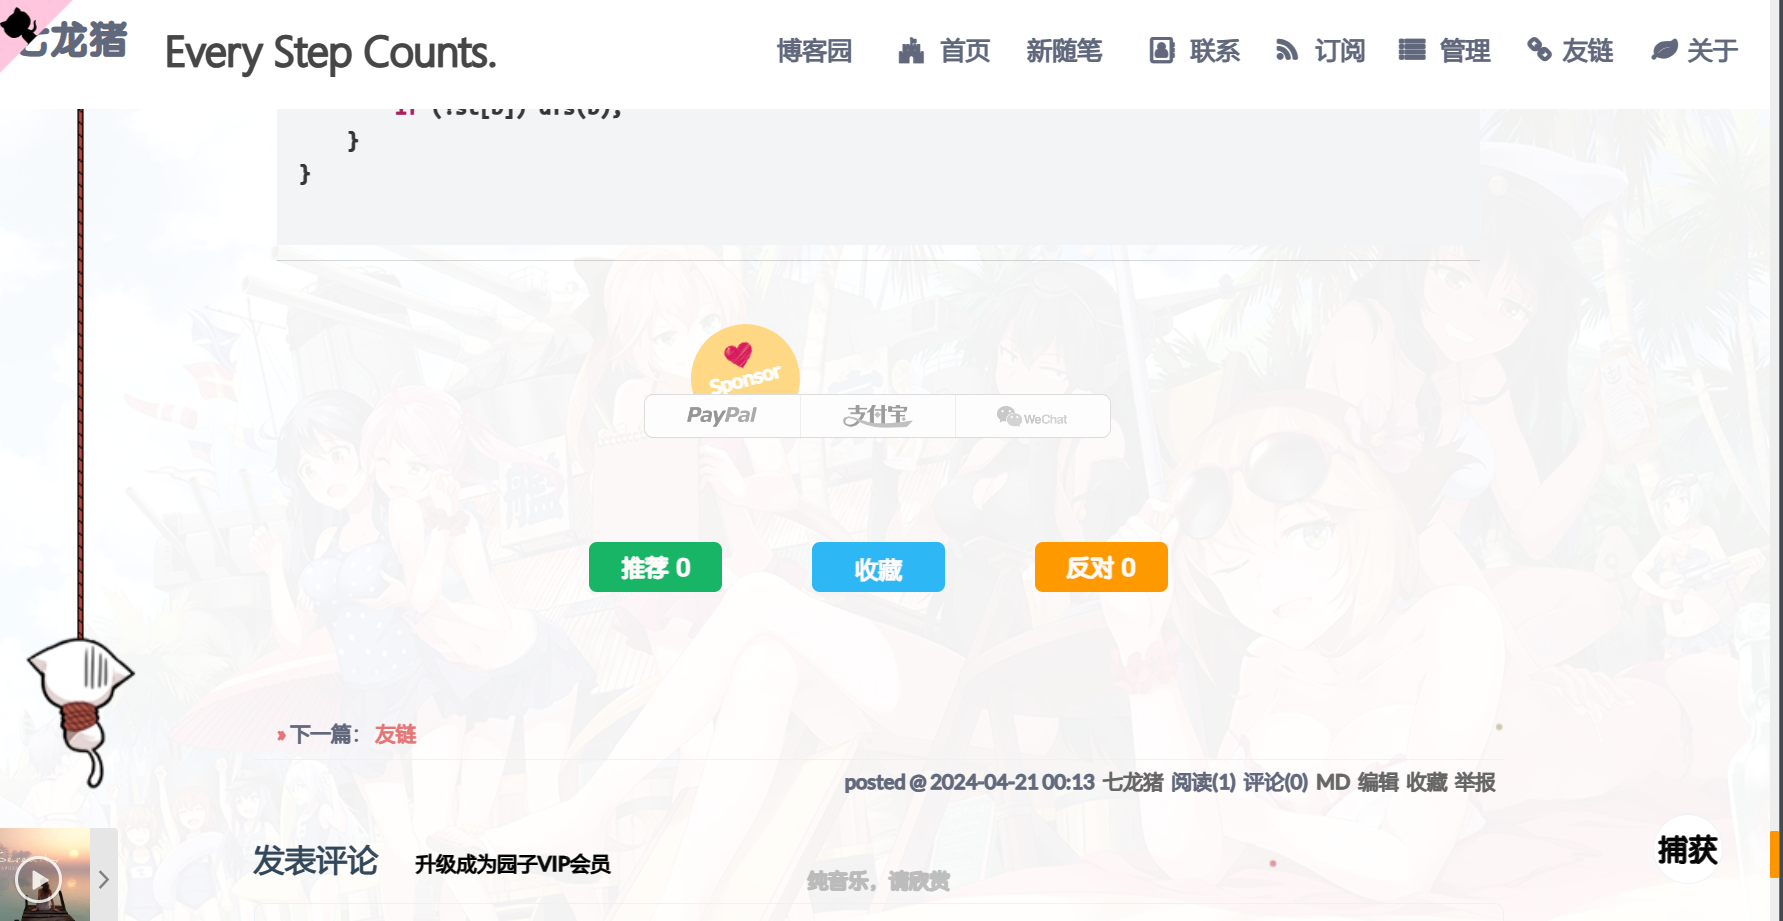 七龙猪
Every Step Counts.
博客园 首页 新随笔 联系 订阅 管理 友链 关于
if (!st[b]) dfs(b);
}
}
Sponsor
PayPal 支付宝 WeChat
推荐 0 收藏 反对 0
» 下一篇: 友链
posted @ 2024-04-21 00:13 七龙猪 阅读(1) 评论(0) MD 编辑 收藏 举报
发表评论 升级成为园子VIP会员
捕获
纯音乐，请欣赏